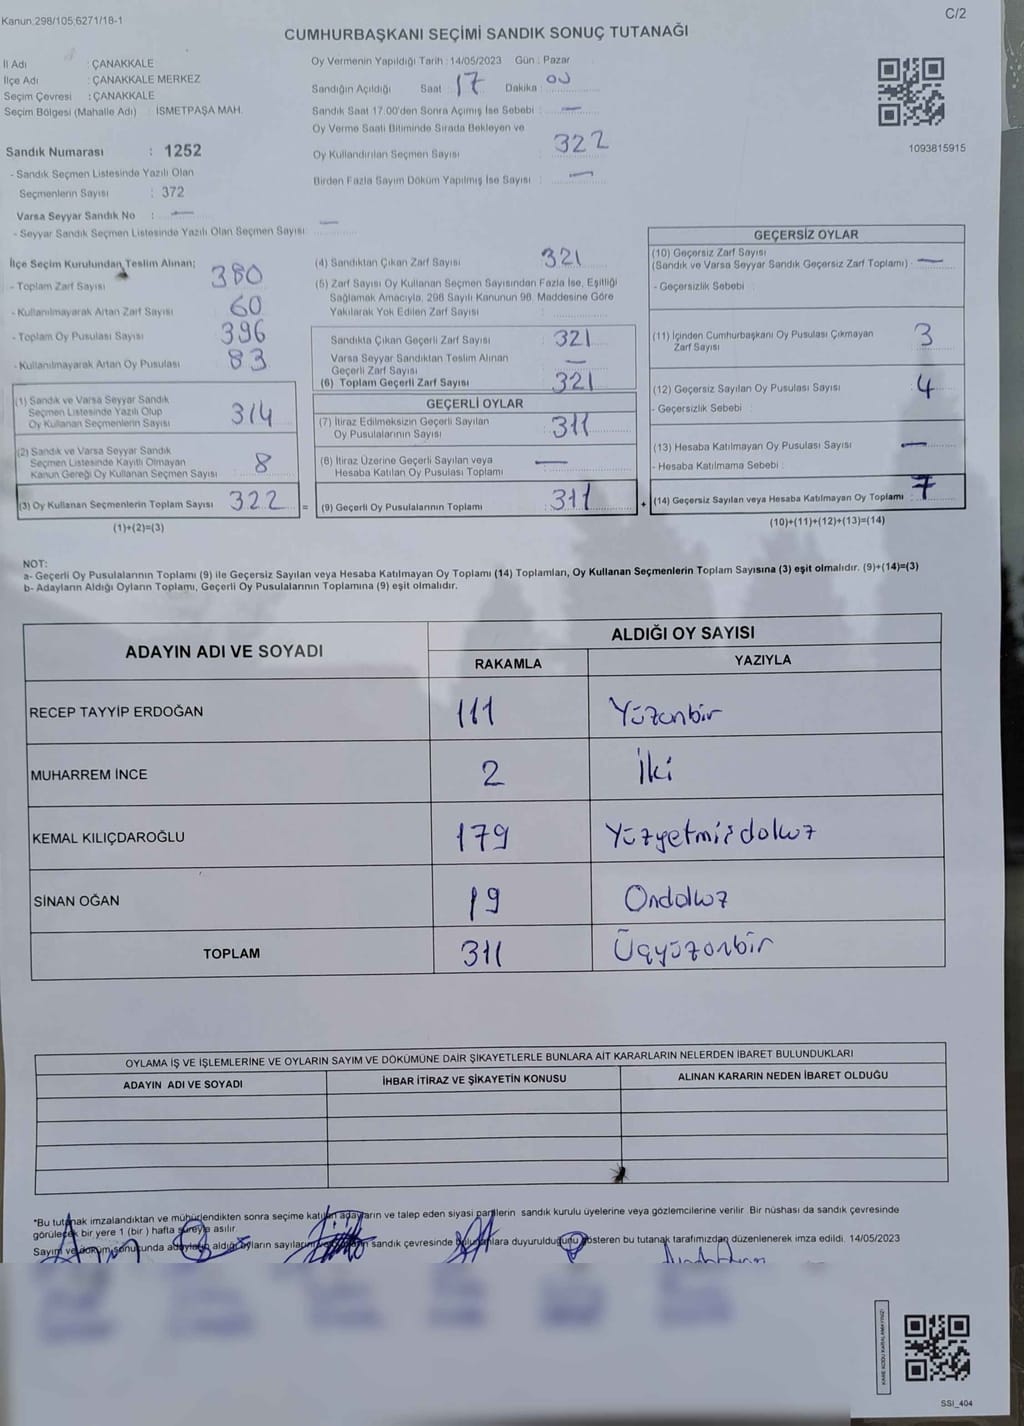 Kanun:298/105;6271/18-1
C/2
CUMHURBAŞKANI SEÇİMİ SANDIK SONUÇ TUTANAĞI
İl Adı : ÇANAKKALE
İlçe Adı : ÇANAKKALE MERKEZ
Seçim Çevresi : ÇANAKKALE
Seçim Bölgesi (Mahalle Adı) : İSMETPAŞA MAH.
Sandık Numarası : 1252
- Sandık Seçmen Listesinde Yazılı Olan
Seçmenlerin Sayısı : 372
Varsa Seyyar Sandık No : —
- Seyyar Sandık Seçmen Listesinde Yazılı Olan Seçmen Sayısı : —
Oy Vermenin Yapıldığı Tarih : 14/05/2023 Gün : Pazar
Sandığın Açıldığı Saat 17 Dakika : 00
Sandık Saat 17.00'den Sonra Açımış İse Sebebi : —
Oy Verme Saati Bitiminde Sırada Bekleyen ve
Oy Kullandırılan Seçmen Sayısı : 322
Birden Fazla Sayım Döküm Yapılmış İse Sayısı : —
1093815915
İlçe Seçim Kurulundan Teslim Alınan;
- Toplam Zarf Sayısı 380
- Kullanılmayarak Artan Zarf Sayısı 60
- Toplam Oy Pusulası Sayısı 396
- Kullanılmayarak Artan Oy Pusulası 83
(1) Sandık ve Varsa Seyyar Sandık
Seçmen Listesinde Yazılı Olup
Oy Kullanan Seçmenlerin Sayısı 314
(2) Sandık ve Varsa Seyyar Sandık
Seçmen Listesinde Kayıtlı Olmayan
Kanun Gereği Oy Kullanan Seçmen Sayısı 8
(3) Oy Kullanan Seçmenlerin Toplam Sayısı 322
(1)+(2)=(3)
=
(4) Sandıktan Çıkan Zarf Sayısı 321
(5) Zarf Sayısı Oy Kullanan Seçmen Sayısından Fazla İse, Eşitliği
Sağlamak Amacıyla, 298 Sayılı Kanunun 98. Maddesine Göre
Yakılarak Yok Edilen Zarf Sayısı :
Sandıkta Çıkan Geçerli Zarf Sayısı 321
Varsa Seyyar Sandıktan Teslim Alınan
Geçerli Zarf Sayısı —
(6) Toplam Geçerli Zarf Sayısı 321
GEÇERLİ OYLAR
(7) İtiraz Edilmeksizin Geçerli Sayılan
Oy Pusulalarının Sayısı 311
(8) İtiraz Üzerine Geçerli Sayılan veya
Hesaba Katılan Oy Pusulası Toplamı —
(9) Geçerli Oy Pusulalarının Toplamı 311
+
GEÇERSİZ OYLAR
(10) Geçersiz Zarf Sayısı
(Sandık ve Varsa Seyyar Sandık Geçersiz Zarf Toplamı) : —
- Geçersizlik Sebebi :
(11) İçinden Cumhurbaşkanı Oy Pusulası Çıkmayan
Zarf Sayısı 3
(12) Geçersiz Sayılan Oy Pusulası Sayısı 4
- Geçersizlik Sebebi :
(13) Hesaba Katılmayan Oy Pusulası Sayısı —
- Hesaba Katılmama Sebebi :
(14) Geçersiz Sayılan veya Hesaba Katılmayan Oy Toplamı : 7
(10)+(11)+(12)+(13)=(14)
NOT:
a- Geçerli Oy Pusulalarının Toplamı (9) ile Geçersiz Sayılan veya Hesaba Katılmayan Oy Toplamı (14) Toplamları, Oy Kullanan Seçmenlerin Toplam Sayısına (3) eşit olmalıdır. (9)+(14)=(3)
b- Adayların Aldığı Oyların Toplamı, Geçerli Oy Pusulalarının Toplamına (9) eşit olmalıdır.
ADAYIN ADI VE SOYADI
ALDIĞI OY SAYISI
RAKAMLA YAZIYLA
RECEP TAYYİP ERDOĞAN 111 Yüzonbir
MUHARREM İNCE 2 İki
KEMAL KILIÇDAROĞLU 179 Yüzyetmişdokuz
SİNAN OĞAN 19 Ondokuz
TOPLAM 311 Üçyüzonbir
OYLAMA İŞ VE İŞLEMLERİNE VE OYLARIN SAYIM VE DÖKÜMÜNE DAİR ŞİKAYETLERLE BUNLARA AİT KARARLARIN NELERDEN İBARET BULUNDUKLARI
ADAYIN ADI VE SOYADI İHBAR İTİRAZ VE ŞİKAYETİN KONUSU ALINAN KARARIN NEDEN İBARET OLDUĞU
*Bu tutanak imzalandıktan ve mühürlendikten sonra seçime katılan adayların ve talep eden siyasi partilerin sandık kurulu üyelerine veya gözlemcilerine verilir. Bir nüshası da sandık çevresinde
görülecek bir yere 1 (bir) hafta süreyle asılır.
Sayım ve döküm sonucunda adayların aldığı oyların sayıları sandık çevresinde bulunanlara duyurulduğunu gösteren bu tutanak tarafımızdan düzenlenerek imza edildi. 14/05/2023
KARE KODU KARALAMAYINIZ!
SSI_404